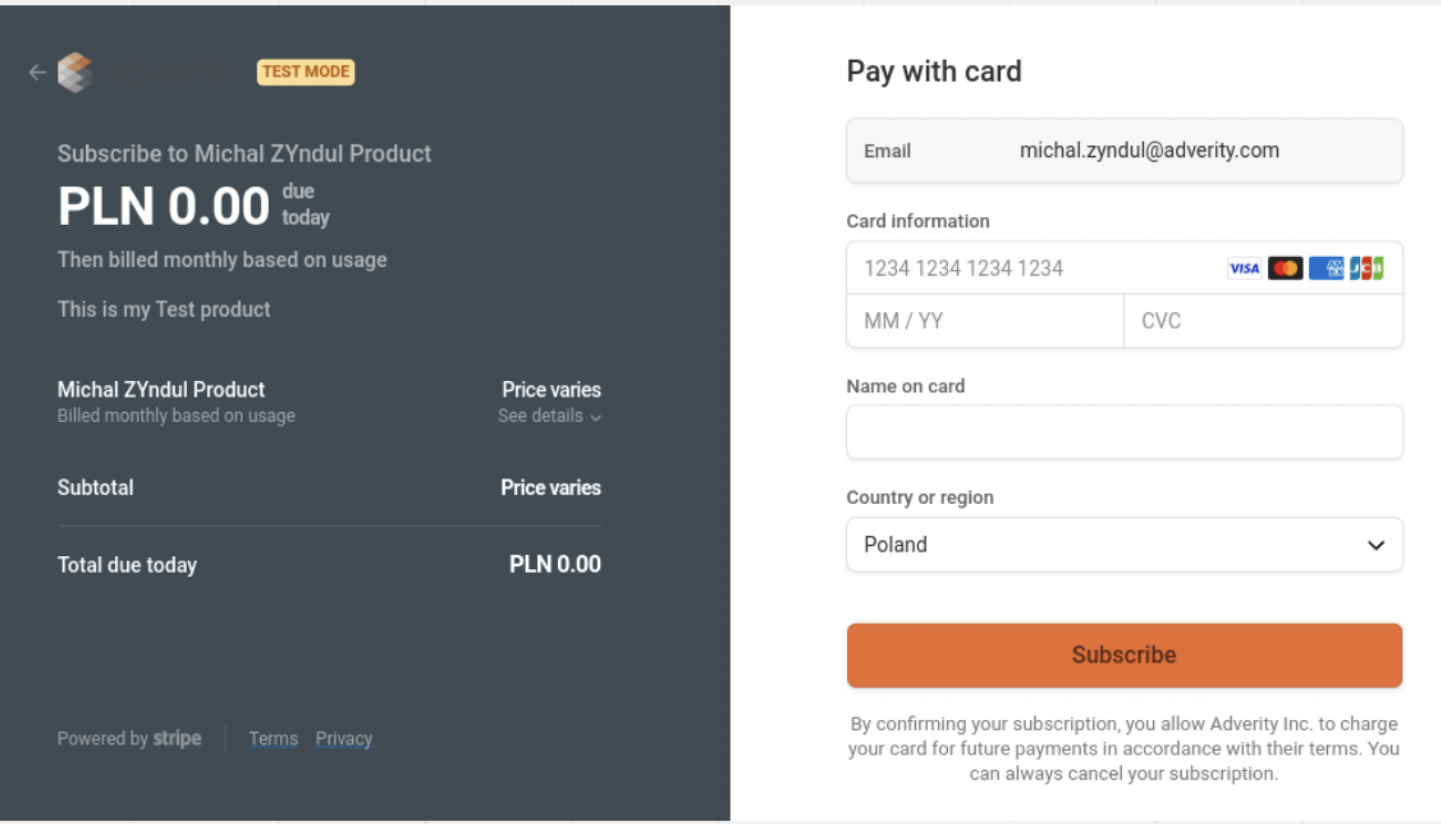 TEST MODE
Subscribe to Michal ZYndul Product
PLN 0.00 due
today
Then billed monthly based on usage
This is my Test product
Michal ZYndul Product Price varies
Billed monthly based on usage See details
Subtotal Price varies
Total due today PLN 0.00
Powered by stripe Terms Privacy
Pay with card
Email michal.zyndul@adverity.com
Card information
1234 1234 1234 1234 VISA AM EX JCB
MM / YY CVC
Name on card
Country or region
Poland
Subscribe
By confirming your subscription, you allow Adverity Inc. to charge
your card for future payments in accordance with their terms. You
can always cancel your subscription.